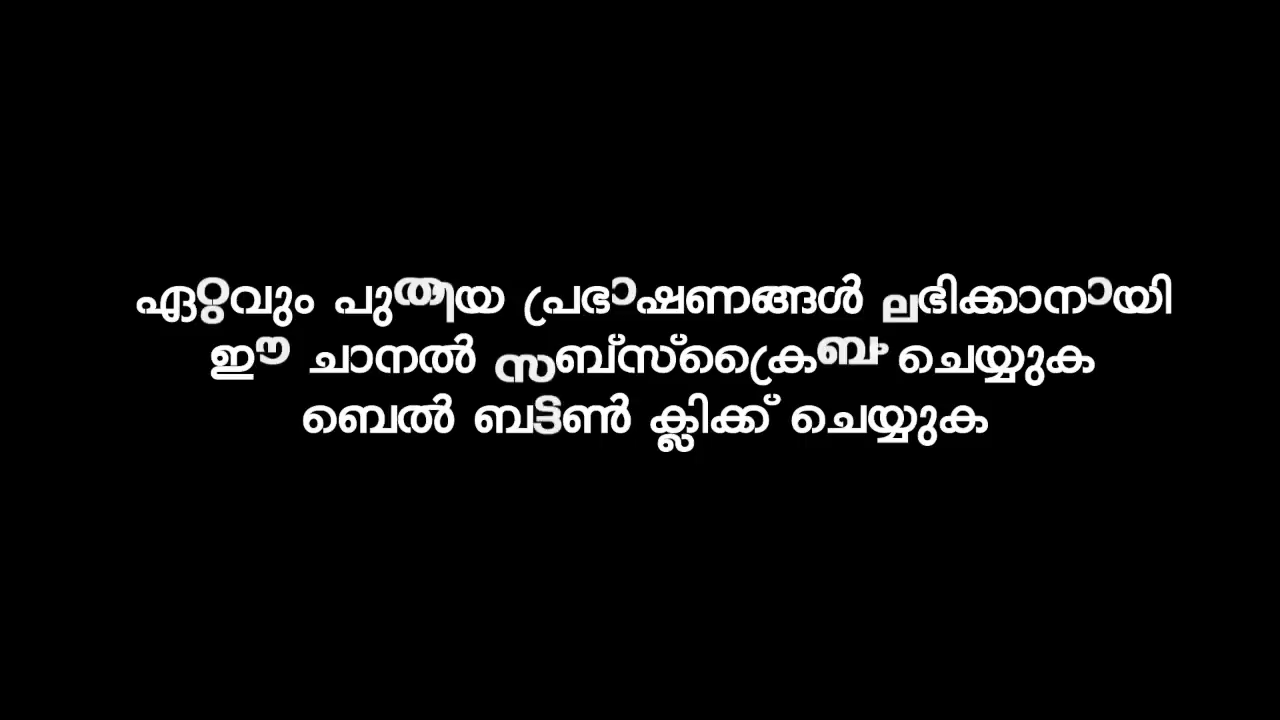 ഏറ്റവും പുതിയ പ്രഭാഷണങ്ങൾ ലഭിക്കാനായി
ഈ ചാനൽ സബ്സ്ക്രൈബ് ചെയ്യുക
ബെൽ ബട്ടൺ ക്ലിക്ക് ചെയ്യുക